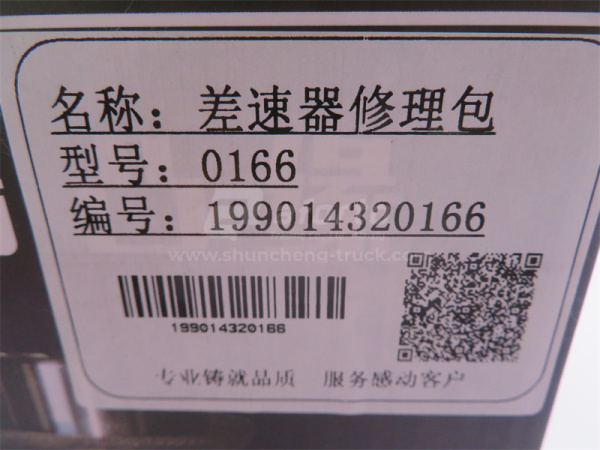 名称：差速器修理包
型号：0166
编号：199014320166
www.shuncheng-truck.com
199014320166
专业铸就品质 服务感动客户